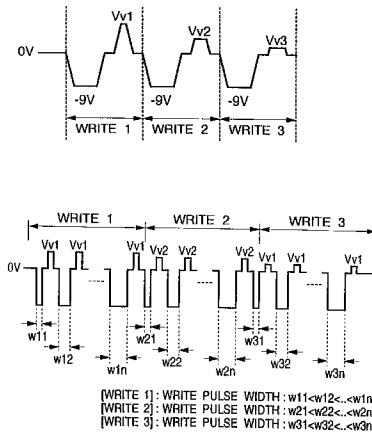 Vv1
Vv2
Vv3
0V
-9V -9V -9V
WRITE 1 WRITE 2 WRITE 3
WRITE 1 WRITE 2 WRITE 3
Vv1 Vv1 Vv1 Vv2 Vv2 Vv2 Vv1 Vv1 Vv1
0V
w11 w12 w1n w21 w22 w2n w31 w32 w3n
[WRITE 1] : WRITE PULSE WIDTH : w11<w12<..<w1n
[WRITE 2] : WRITE PULSE WIDTH : w21<w22<..<w2n
[WRITE 3] : WRITE PULSE WIDTH : w31<w32<..<w3n